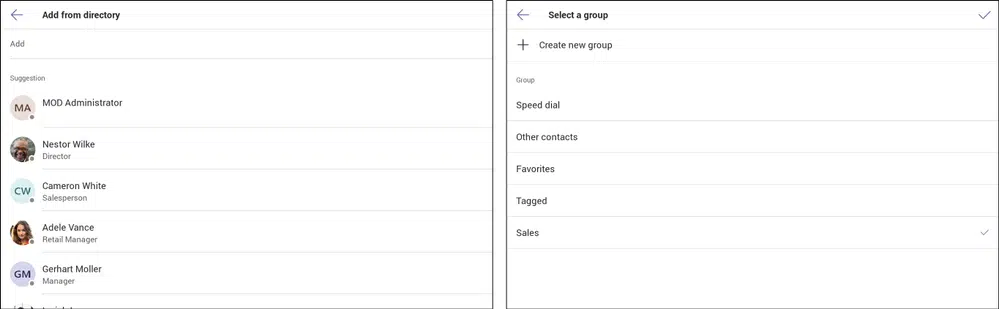 Add from directory
Add
Suggestion
MA
MOD Administrator
Nestor Wilke
Director
CW
Cameron White
Salesperson
Adele Vance
Retail Manager
GM
Gerhart Moller
Manager
Select a group
Create new group
Group
Speed dial
Other contacts
Favorites
Tagged
Sales